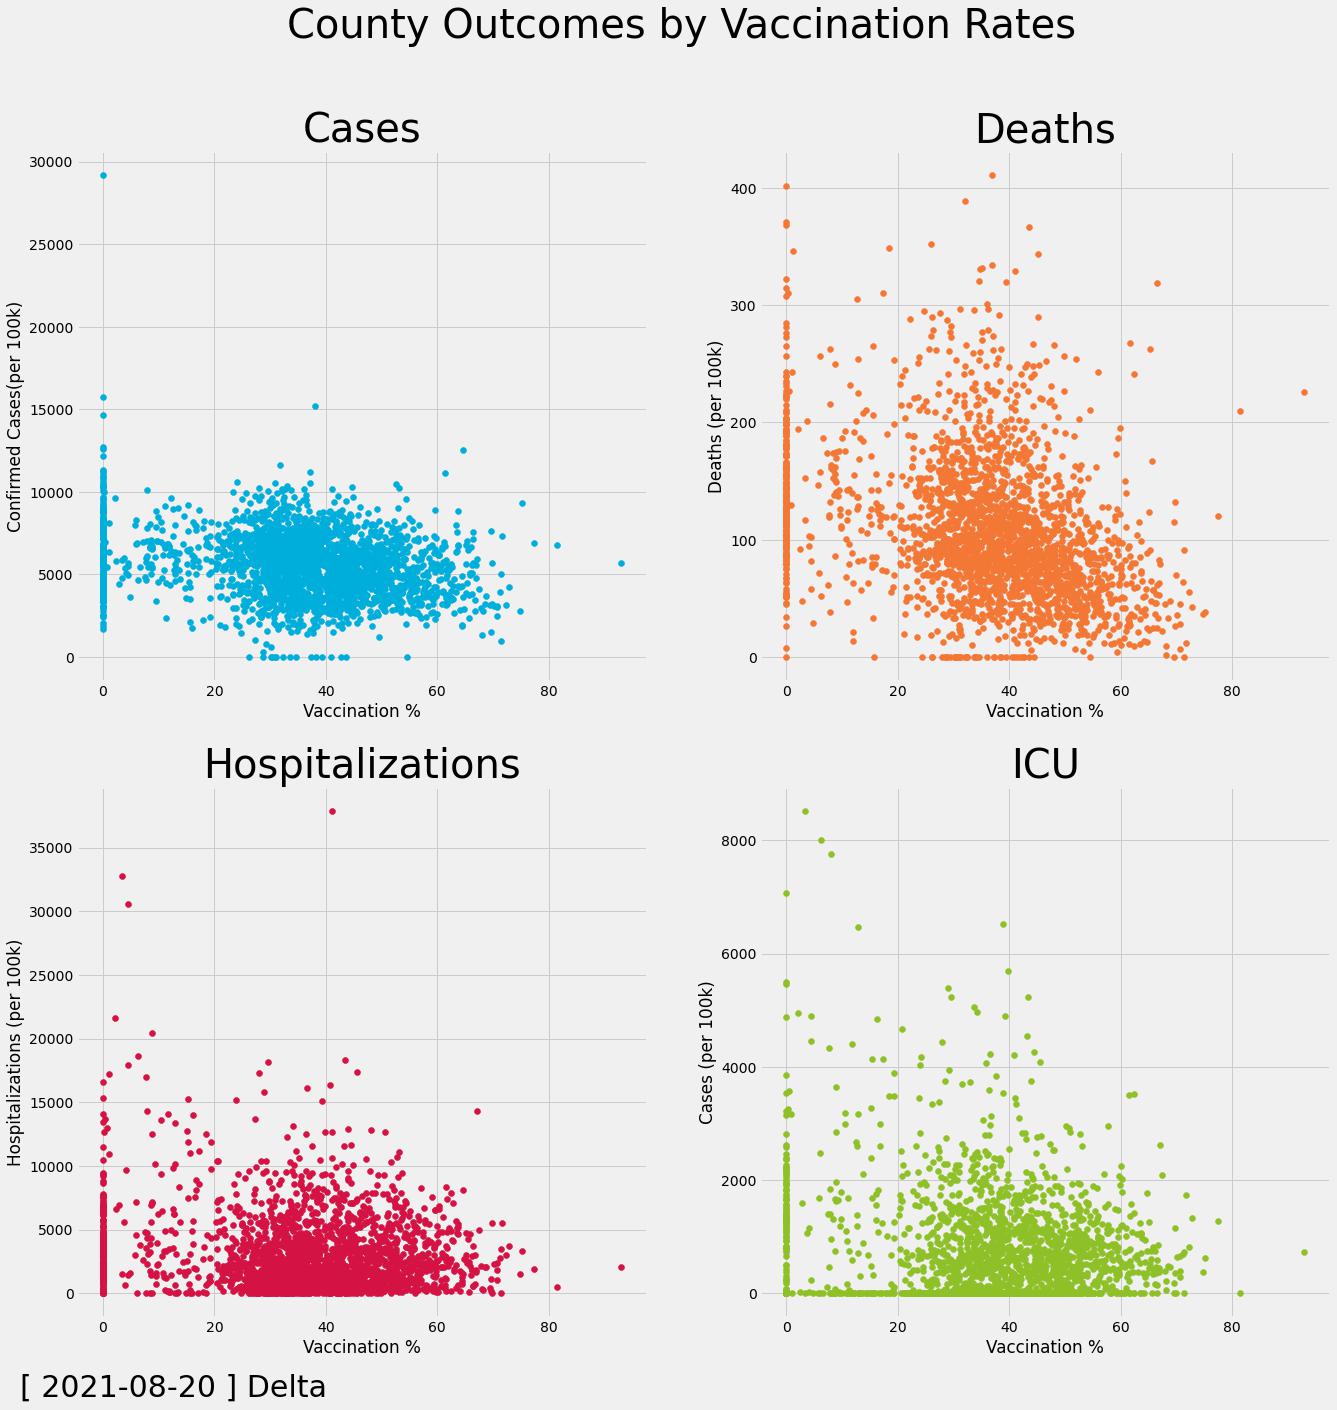 County Outcomes by Vaccination Rates
Cases
30000
25000
20000
15000
10000
5000
0
Confirmed Cases(per 100k)
0 20 40 60 80
Vaccination %
Deaths
400
300
200
100
0
Deaths (per 100k)
0 20 40 60 80
Vaccination %
Hospitalizations
35000
30000
25000
20000
15000
10000
5000
0
Hospitalizations (per 100k)
0 20 40 60 80
Vaccination %
ICU
8000
6000
4000
2000
0
Cases (per 100k)
0 20 40 60 80
Vaccination %
[ 2021-08-20 ] Delta